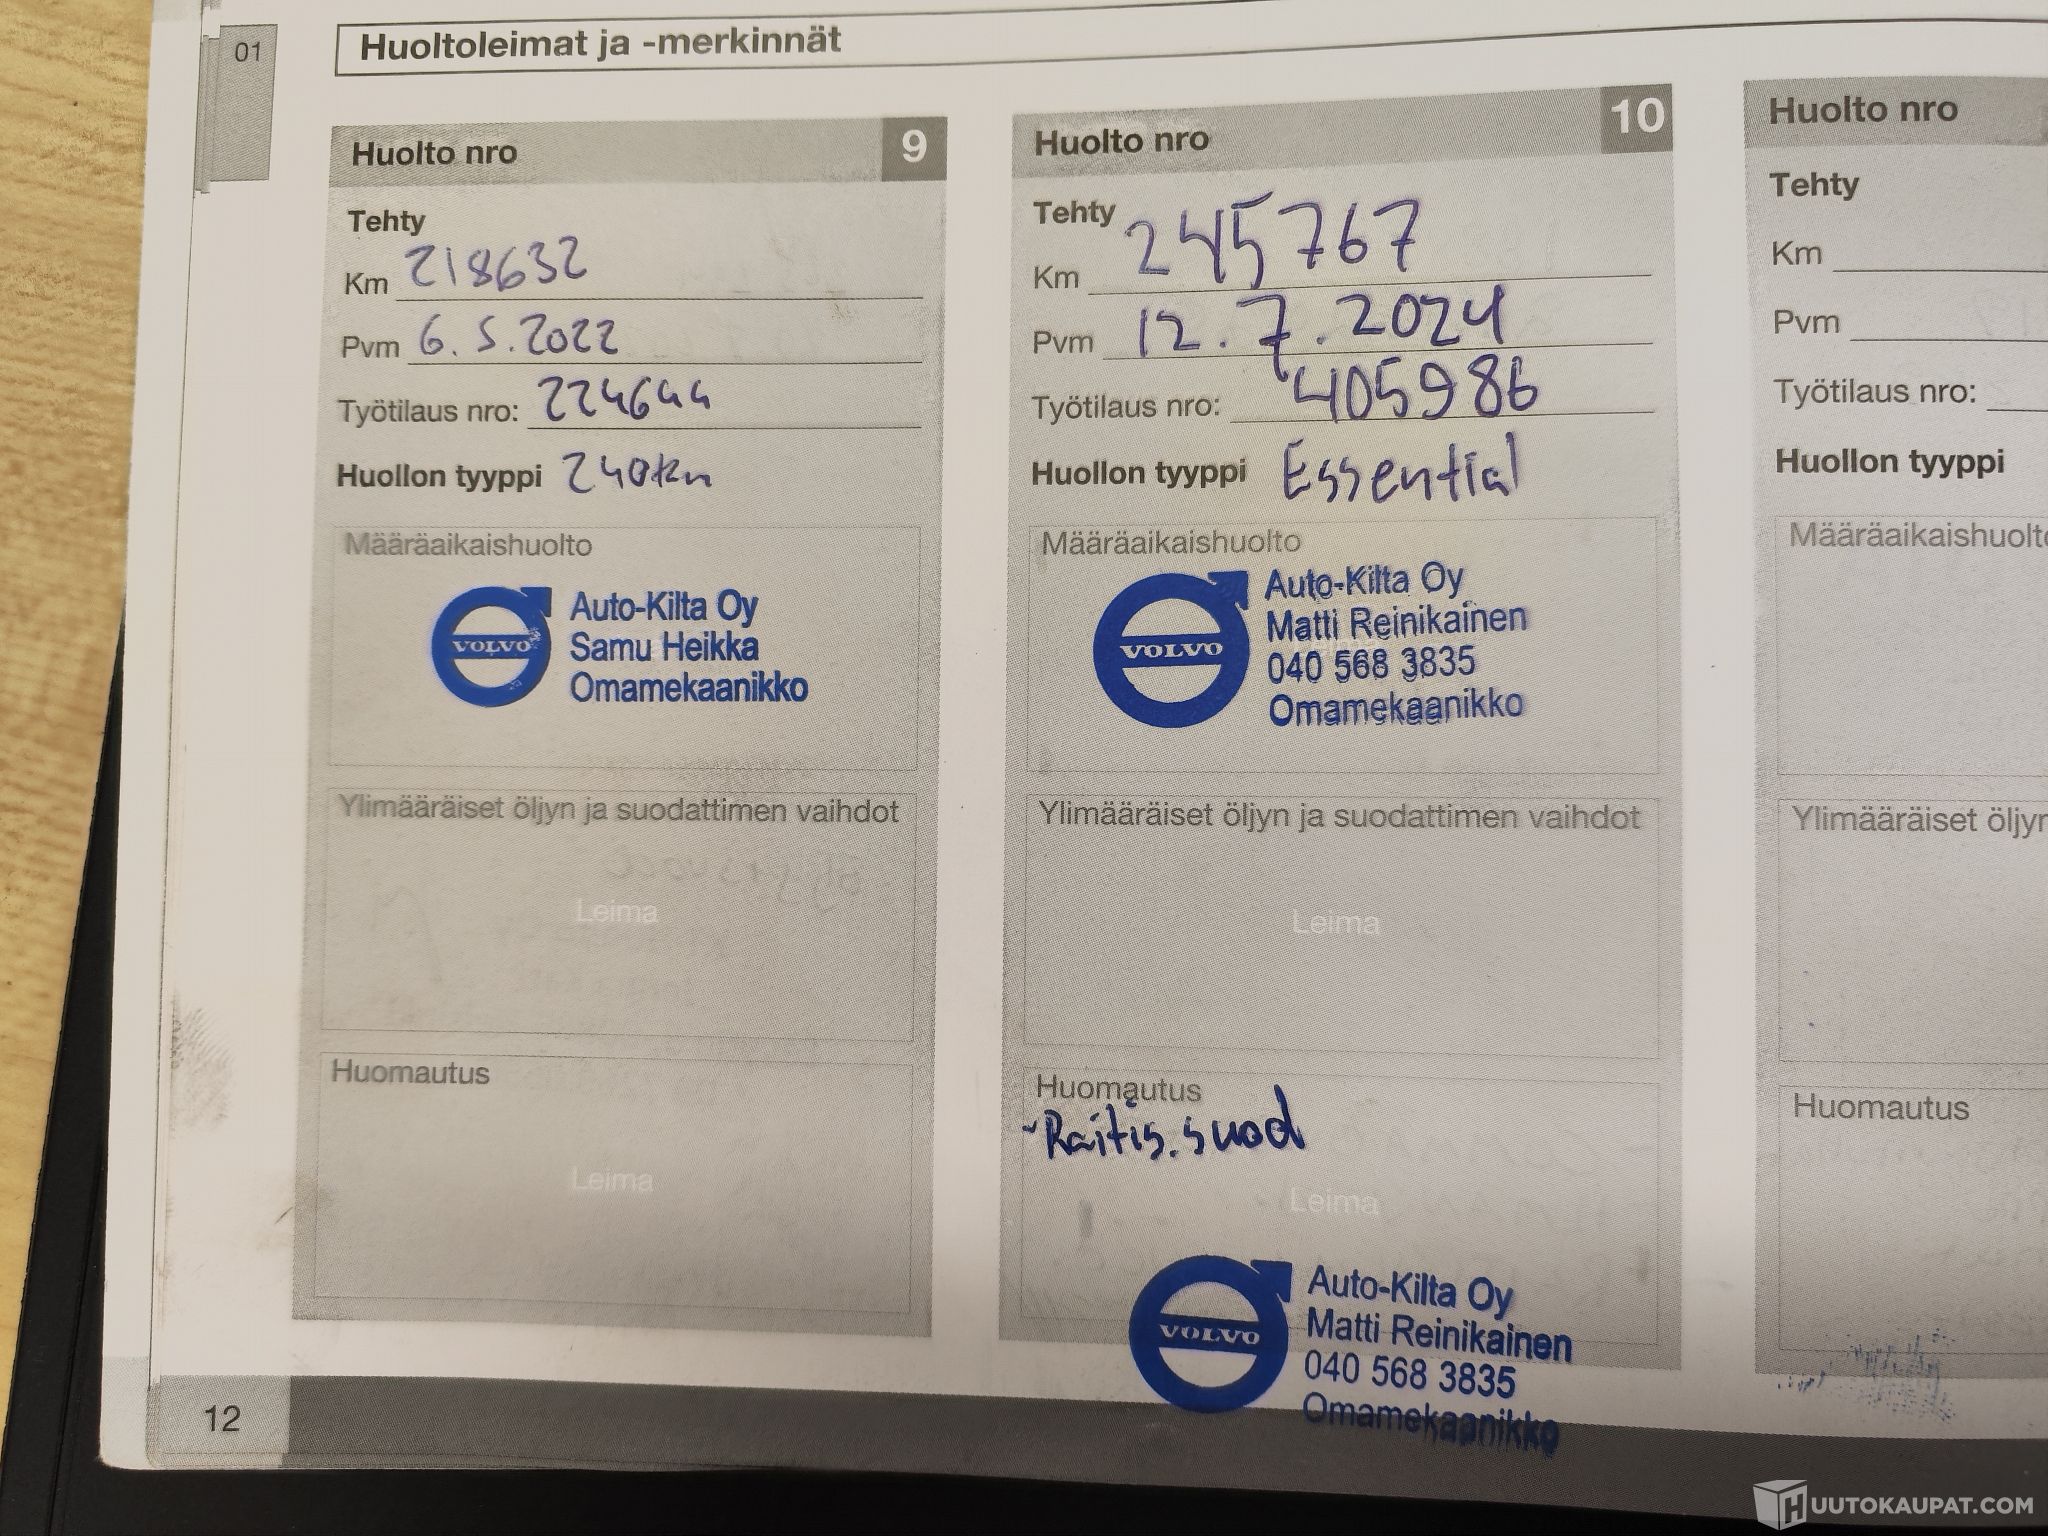 01
Huoltoleimat ja -merkinnät
Huolto nro 9
Tehty
Km 218632
Pvm 6.5.2022
Työtilaus nro: 224644
Huollon tyyppi 240tkm
Määräaikaishuolto
VOLVO
Auto-Kilta Oy
Samu Heikka
Omamekaanikko
Ylimääräiset öljyn ja suodattimen vaihdot
Leima
Huomautus
Leima
12
Huolto nro 10
Tehty
Km 245767
Pvm 12.7.2024
Työtilaus nro: 405986
Huollon tyyppi Essential
Määräaikaishuolto
VOLVO
Auto-Kilta Oy
Matti Reinikainen
040 568 3835
Omamekaanikko
Ylimääräiset öljyn ja suodattimen vaihdot
Leima
Huomautus
-Raitis.suod
Leima
VOLVO
Auto-Kilta Oy
Matti Reinikainen
040 568 3835
Omamekaanikko
Huolto nro
Tehty
Km
Pvm
Työtilaus nro:
Huollon tyyppi
Määräaikaishuolto
Ylimääräiset öljyn
Huomautus
HUUTOKAUPAT.COM